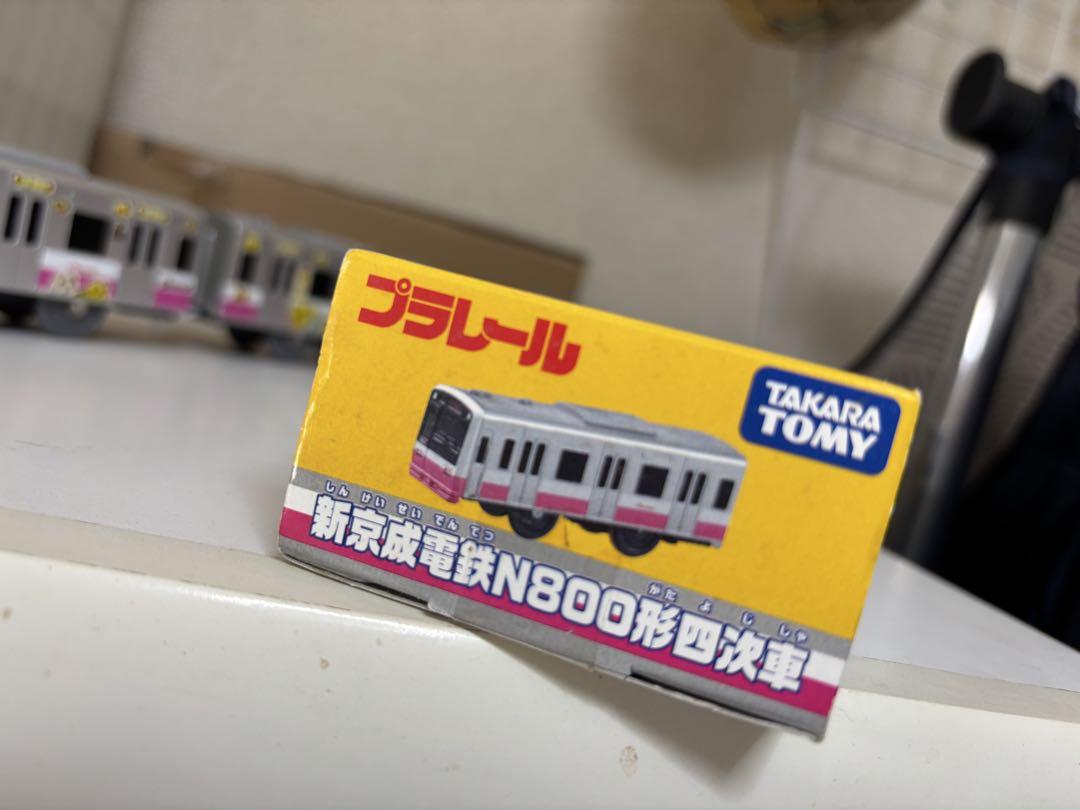 プラレール
TAKARA
TOMY
しん けい せい でん てつ
かた よ じ しゃ
新京成電鉄N800形四次車